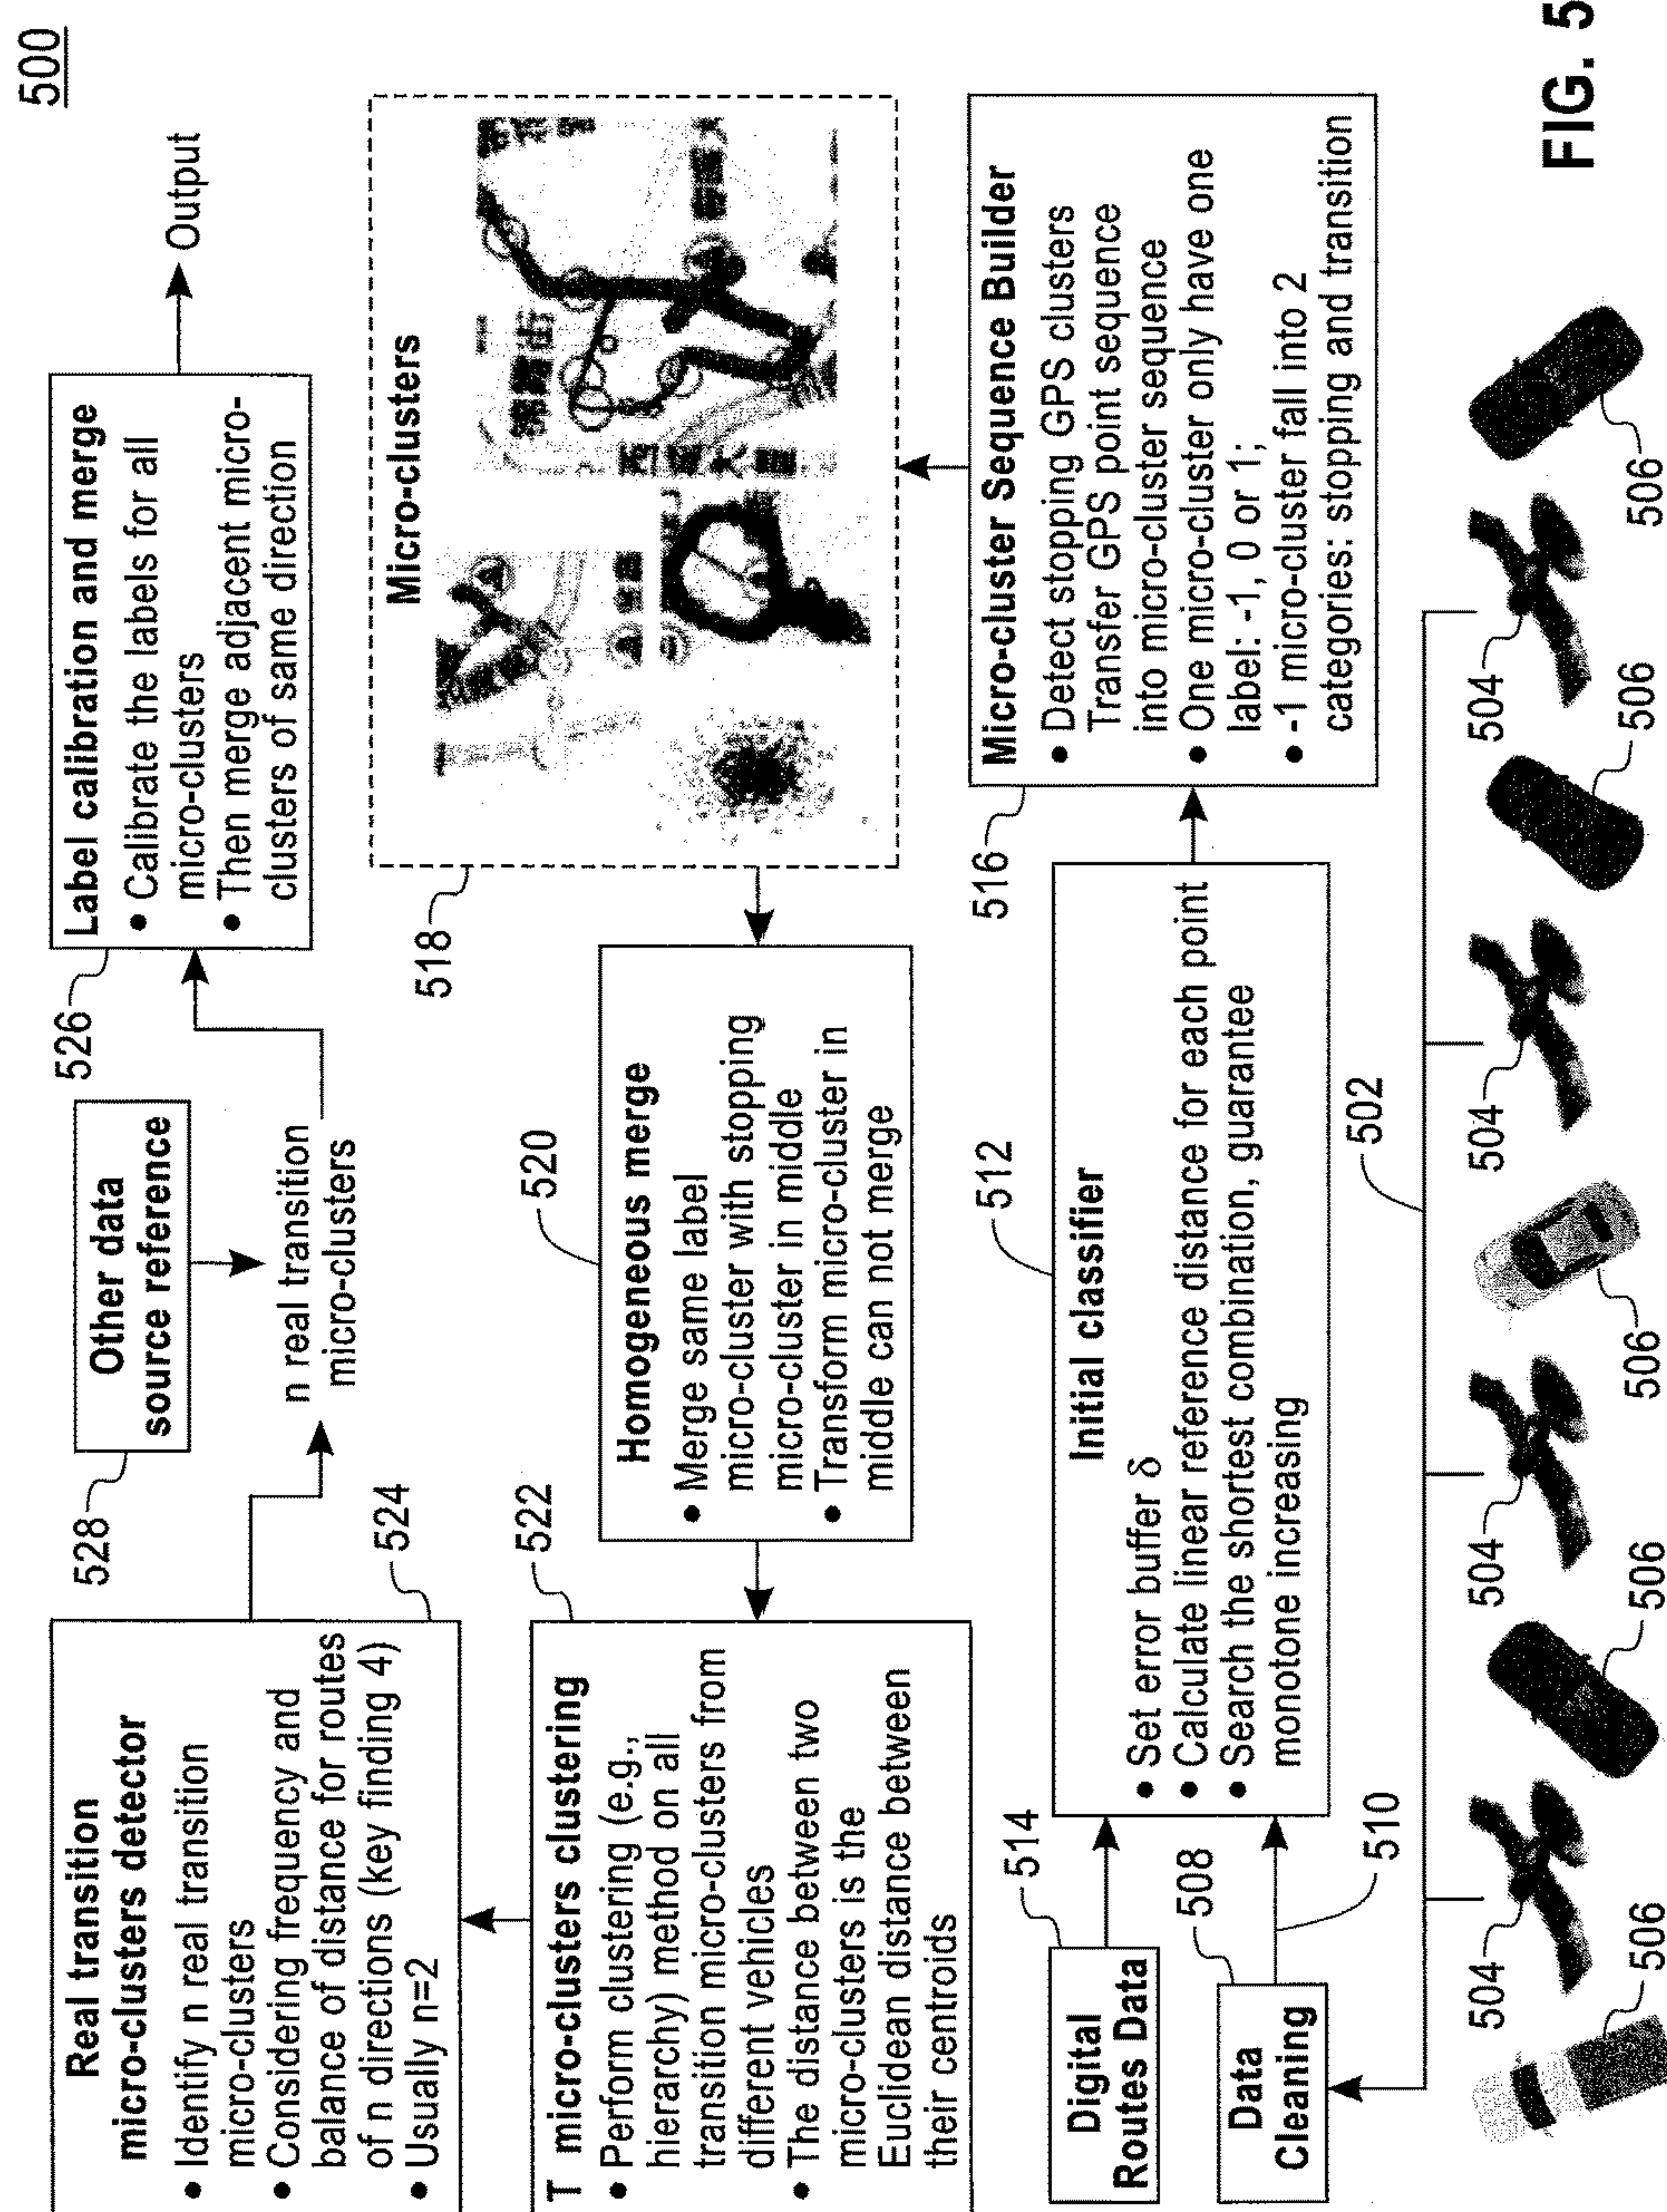 500
Real transition
micro-clusters detector
• Identify n real transition
micro-clusters
• Considering frequency and
balance of distance for routes
of n directions (key finding 4)
• Usually n=2
524
528
Other data
source reference
n real transition
micro-clusters
526
Label calibration and merge
• Calibrate the labels for all
micro-clusters
• Then merge adjacent micro-
clusters of same direction
Output
522
T micro-clusters clustering
• Perform clustering (e.g.,
hierarchy) method on all
transition micro-clusters from
different vehicles
• The distance between two
micro-clusters is the
Euclidean distance between
their centroids
520
Homogeneous merge
• Merge same label
micro-cluster with stopping
micro-cluster in middle
• Transform micro-cluster in
middle can not merge
518
Micro-clusters
514
Digital
Routes Data
508
Data
Cleaning
510
512
Initial classifier
• Set error buffer δ
• Calculate linear reference distance for each point
• Search the shortest combination, guarantee
monotone increasing
516
Micro-cluster Sequence Builder
• Detect stopping GPS clusters
Transfer GPS point sequence
into micro-cluster sequence
• One micro-cluster only have one
label: -1, 0 or 1;
• -1 micro-cluster fall into 2
categories: stopping and transition
502
504
504
504
504
506
506
506
506
506
FIG. 5